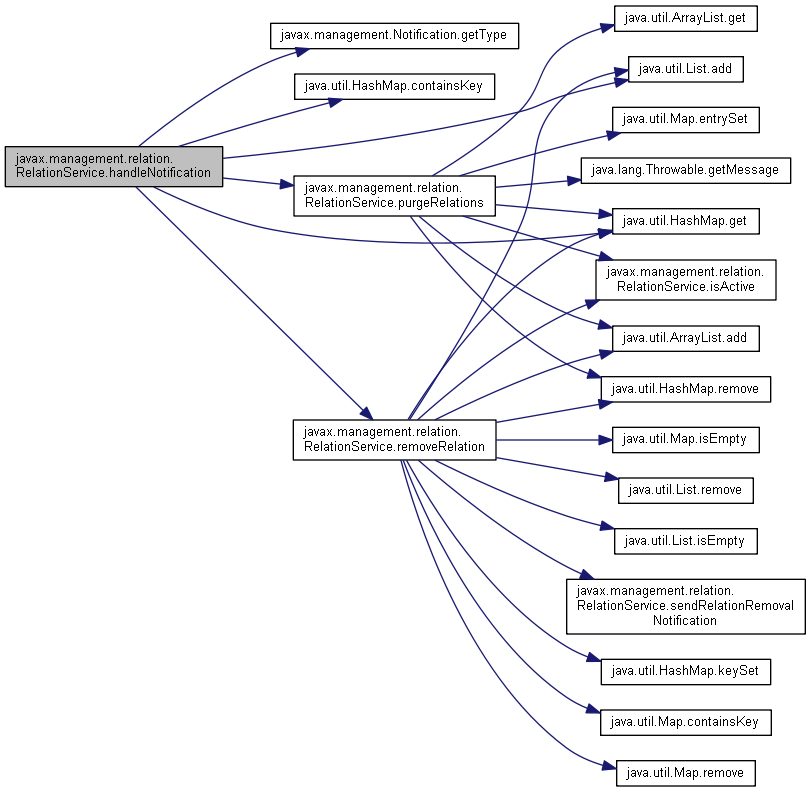 javax.management.relation.
RelationService.handleNotification
javax.management.Notification.getType
java.util.HashMap.containsKey
javax.management.relation.
RelationService.purgeRelations
javax.management.relation.
RelationService.removeRelation
java.util.ArrayList.get
java.util.List.add
java.util.Map.entrySet
java.lang.Throwable.getMessage
java.util.HashMap.get
javax.management.relation.
RelationService.isActive
java.util.ArrayList.add
java.util.HashMap.remove
java.util.Map.isEmpty
java.util.List.remove
java.util.List.isEmpty
javax.management.relation.
RelationService.sendRelationRemoval
Notification
java.util.HashMap.keySet
java.util.Map.containsKey
java.util.Map.remove